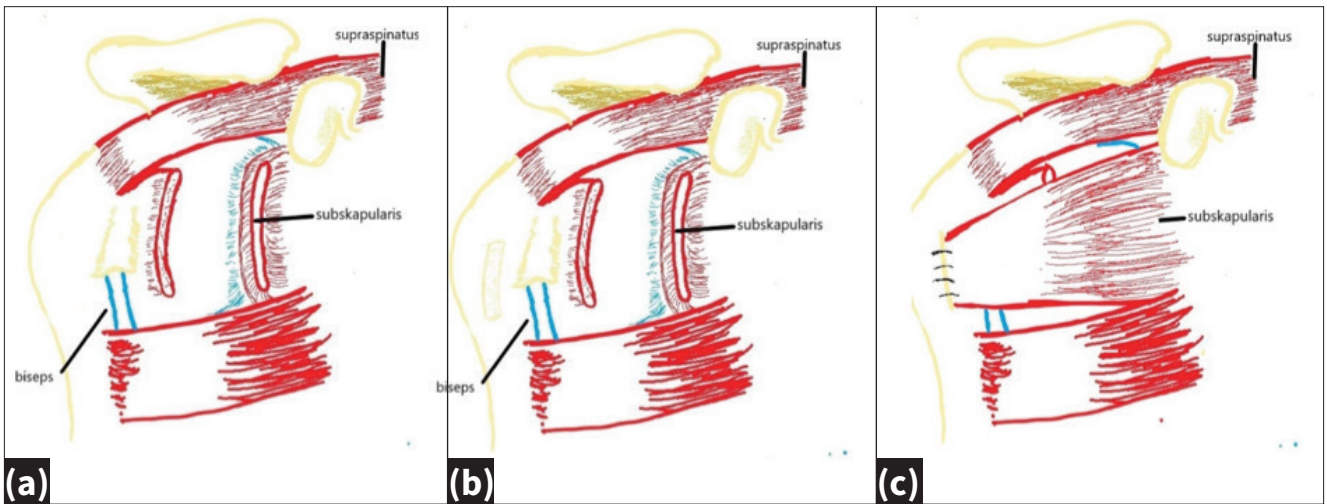 supraspinatus
subskapularis
biseps
(a)
supraspinatus
subskapularis
biseps
(b)
supraspinatus
subskapularis
(c)